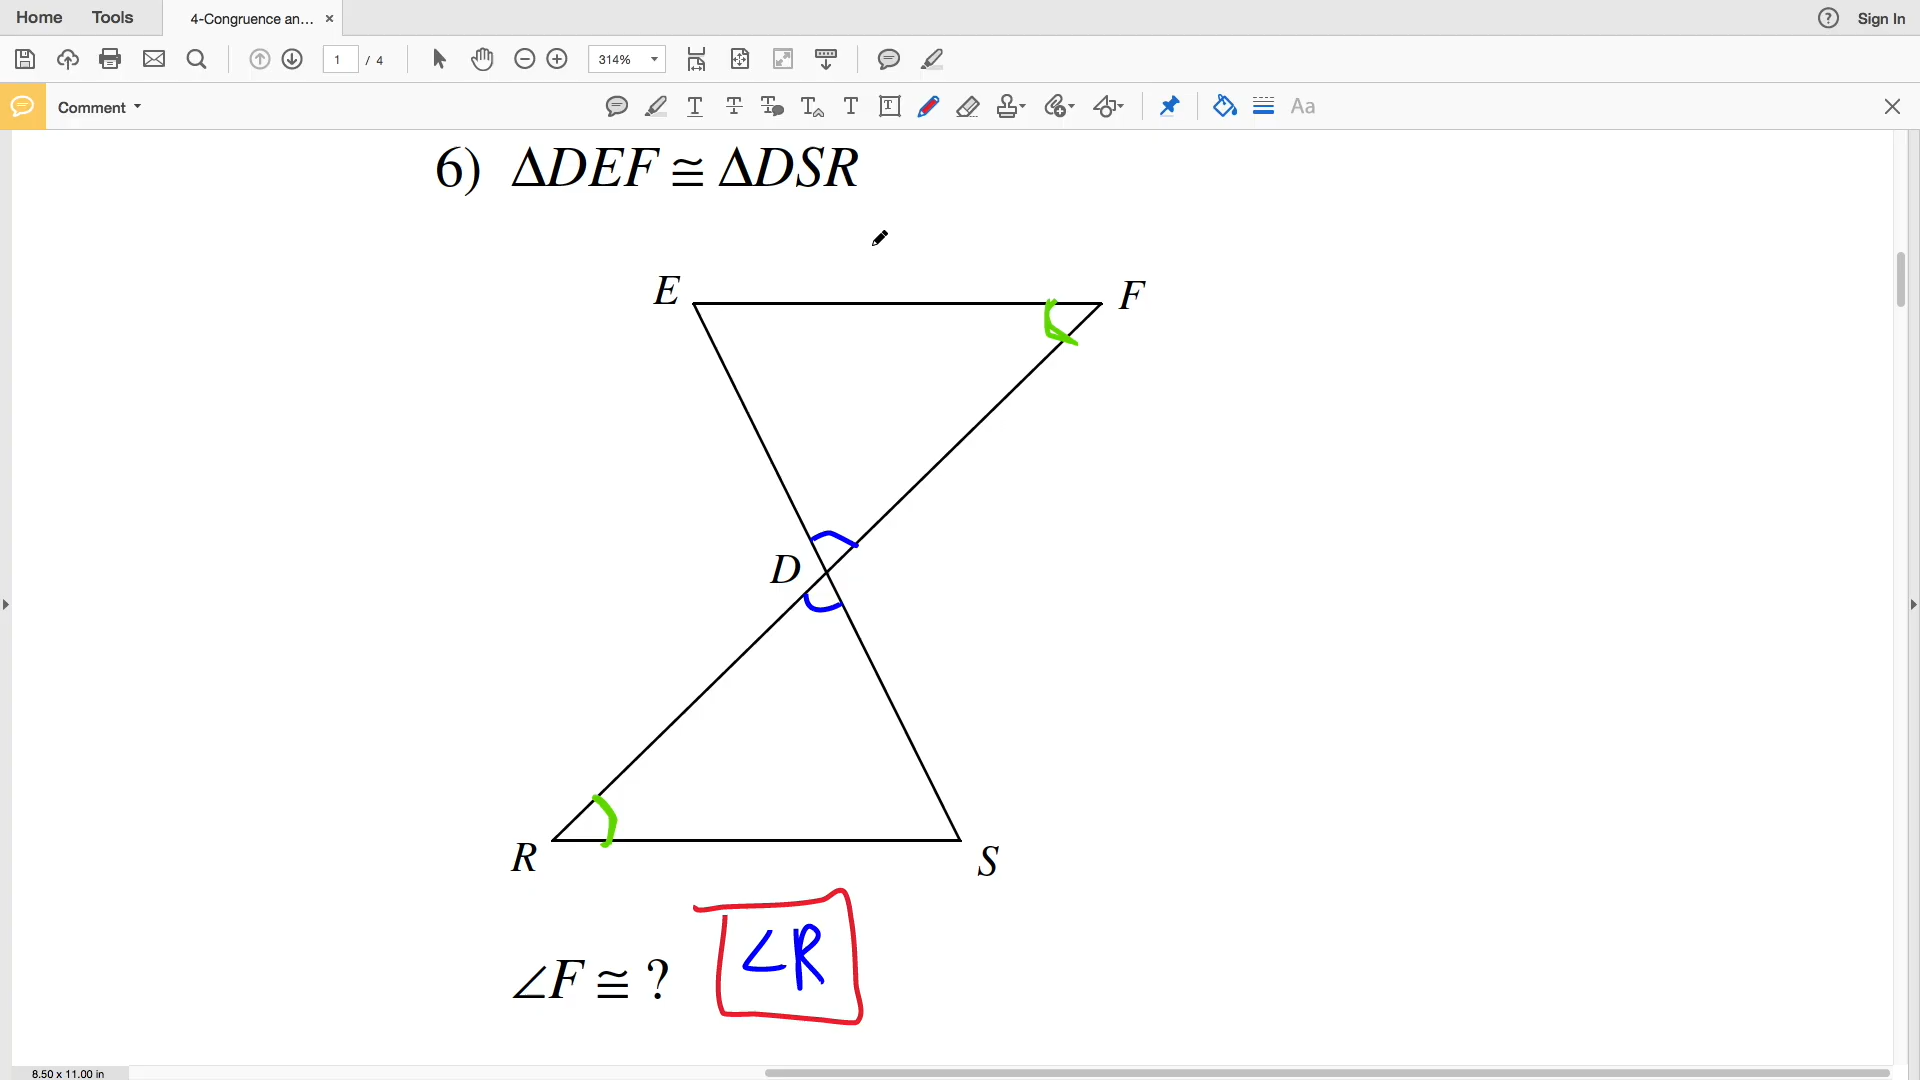 Home Tools 4-Congruence an... × ? Sign In
1 / 4 314%
Comment T T T T T T Aa
6) ΔDEF ≅ ΔDSR
E F
D
R S
∠F ≅ ? ∠R
8.50 x 11.00 in